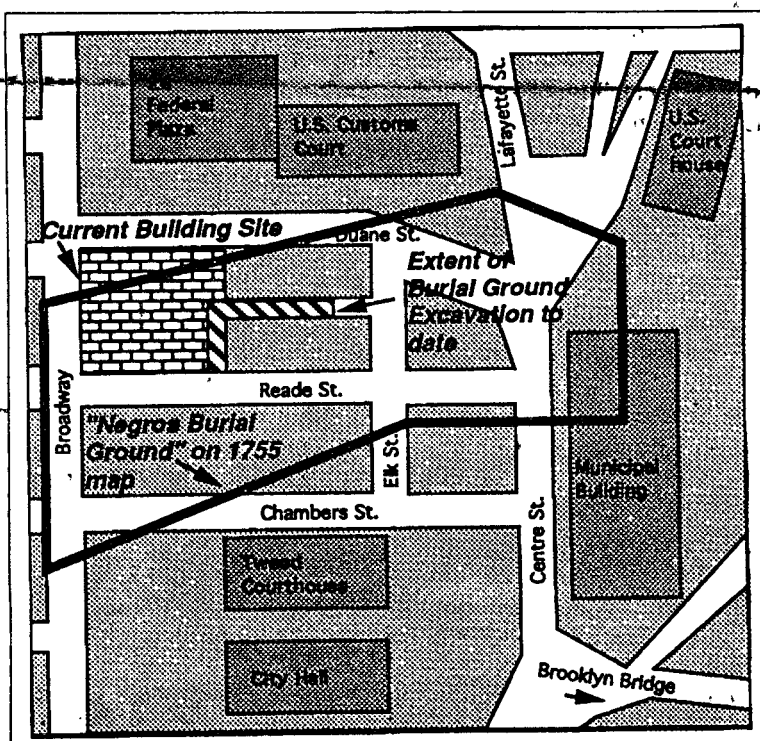 Federal
Plaza
U.S. Customs
Court
Lafayette St.
U.S.
Court
house
Current Building Site
Duane St.
Extent of
Burial Ground
Excavation to
date
Broadway
Reade St.
"Negros Burial
Ground" on 1755
map
Elk St.
Municipal
Building
Chambers St.
Centre St.
Tweed
Courthouse
City Hall
Brooklyn Bridge